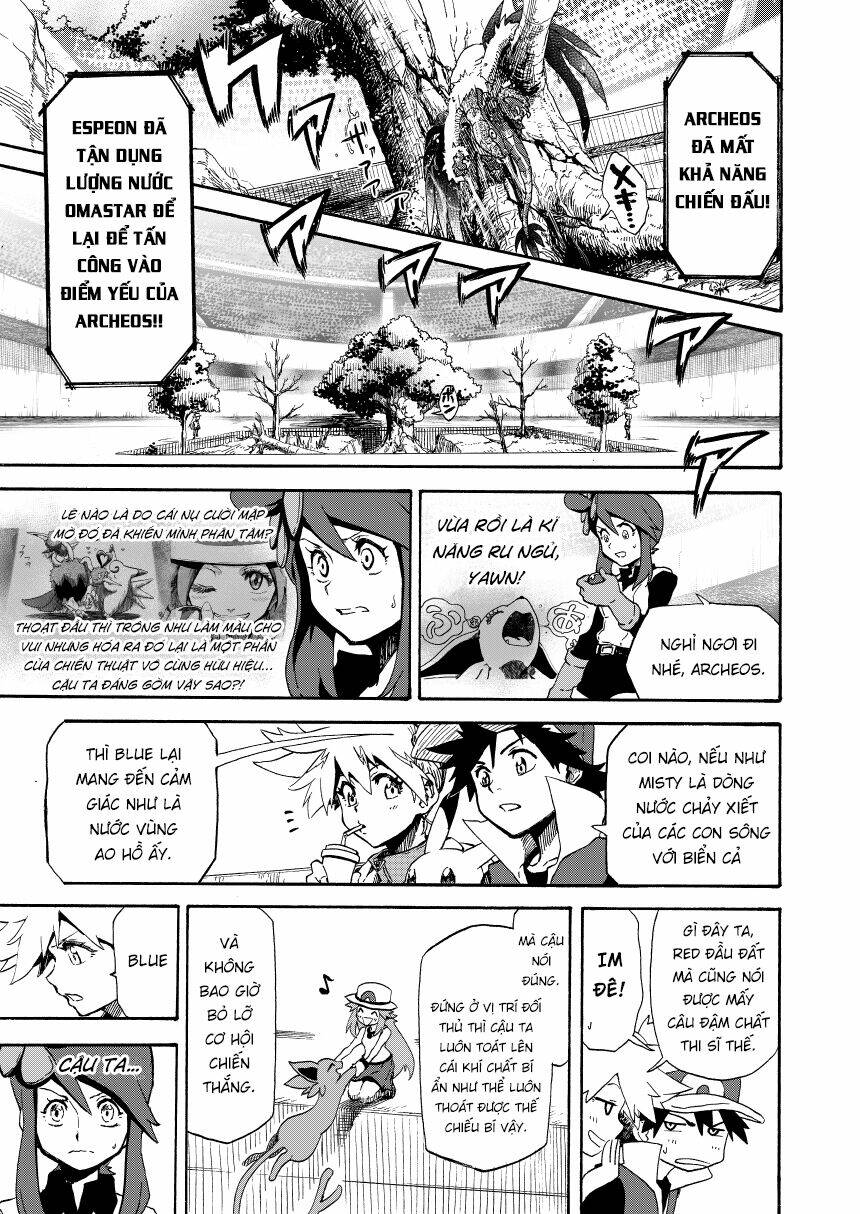 ARCHEOS
ĐÃ MẤT
KHẢ NĂNG
CHIẾN ĐẤU!
メキ…
ESPEON ĐÃ
TẬN DỤNG
LƯỢNG NƯỚC
OMASTAR ĐỂ
LẠI ĐỂ TẤN
CÔNG VÀO
ĐIỂM YẾU CỦA
ARCHEOS!!
NGHỈ NGƠI ĐI
NHÉ, ARCHEOS.
VỪA RỒI LÀ KĨ
NĂNG RU NGỦ,
YAWN!
LẼ NÀO LÀ DO CÁI NỤ CƯỜI MẬP
MỜ ĐÓ ĐÃ KHIẾN MÌNH PHÂN TÂM?
THOẠT ĐẦU THÌ TRÔNG NHƯ LÀM MÀU CHO
VUI NHƯNG HÓA RA ĐÓ LẠI LÀ MỘT PHẦN
CỦA CHIẾN THUẬT VÔ CÙNG HỮU HIỆU...
CẬU TA ĐÁNG GỜM VẬY SAO?!
COI NÀO, NẾU NHƯ
MISTY LÀ DÒNG
NƯỚC CHẢY XIẾT
CỦA CÁC CON SÔNG
VỚI BIỂN CẢ
THÌ BLUE LẠI
MANG ĐẾN CẢM
GIÁC NHƯ LÀ
NƯỚC VÙNG
AO HỒ ẤY.
GÌ ĐÂY TA,
RED ĐẦU ĐẤT
MÀ CŨNG NÓI
ĐƯỢC MẤY
CÂU ĐẬM CHẤT
THI SĨ THẾ.
IM
ĐÊ!
MÀ CẬU
NÓI
ĐÚNG.
ĐỨNG Ở VỊ TRÍ ĐỐI
THỦ THÌ CẬU TA
LUÔN TOÁT LÊN
CÁI KHÍ CHẤT BÍ
ẨN NHƯ THỂ LUÔN
THOÁT ĐƯỢC THẾ
CHIẾU BÍ VẬY.
VÀ
KHÔNG
BAO GIỜ
BỎ LỠ
CƠ HỘI
CHIẾN
THẮNG.
BLUE
CẬU TA...